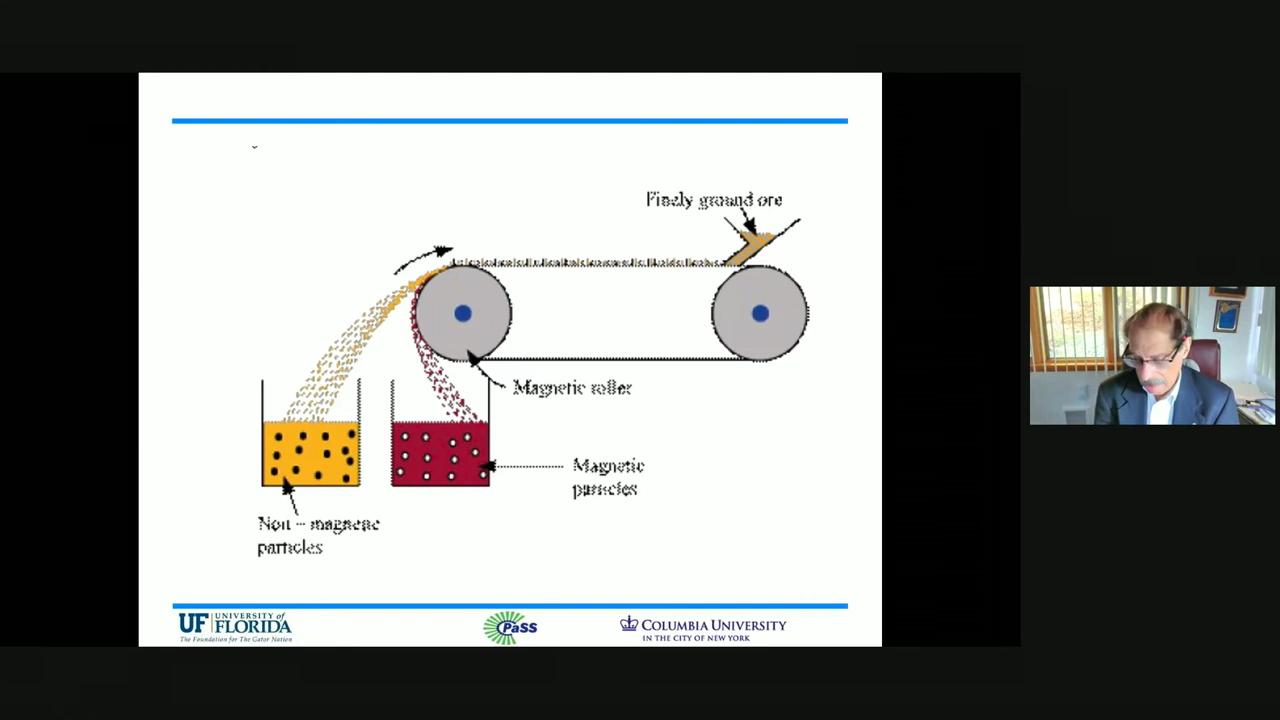 Finely ground ore
Magnetic roller
Magnetic
particles
Non - magnetic
particles
UF UNIVERSITY of
FLORIDA
The Foundation for The Gator Nation
CPaSS
COLUMBIA UNIVERSITY
IN THE CITY OF NEW YORK